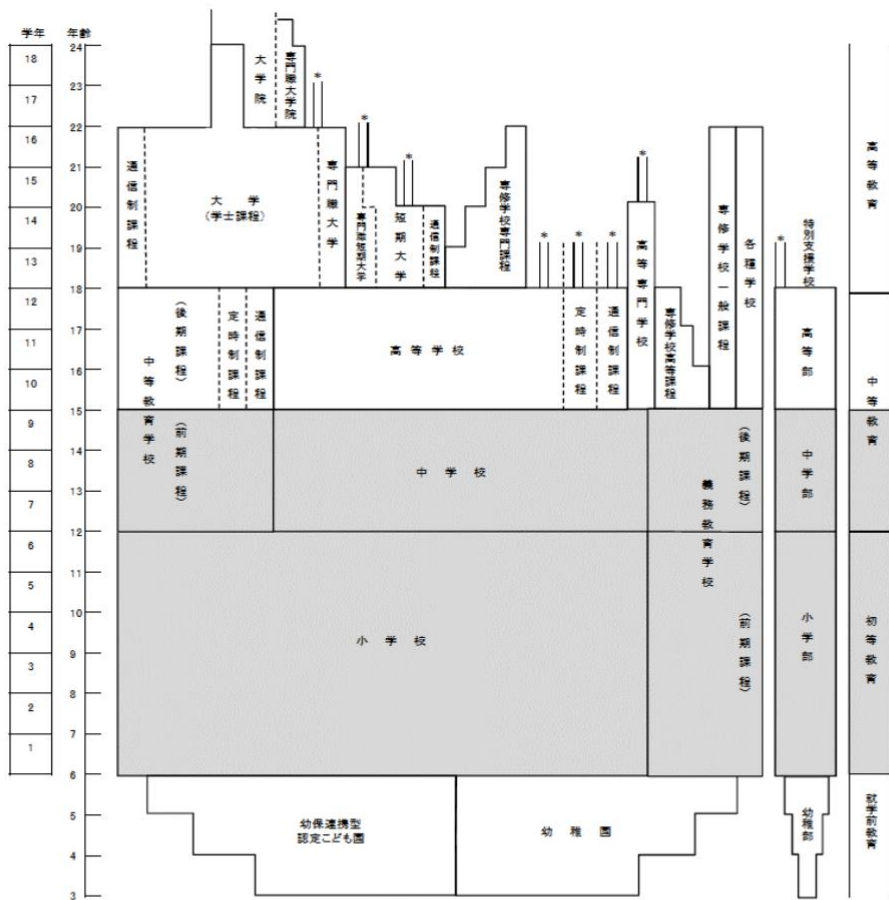 学年 年齢
24
18
23
17
22
16
21
15
20
14
19
13
18
12
17
11
16
10
15
9
14
8
13
7
12
6
11
5
10
4
9
3
8
2
7
1
6
5
4
3
大学院
専門職大学院
*
*
*
*
*
*
*
*
通信制課程
大学
(学士課程)
専門職大学
専門職短期大学
短期大学
通信制課程
専修学校専門課程
高等専門学校
専修学校一般課程
各種学校
特別支援学校
高等教育
中等教育学校
(後期課程)
定時制課程
通信制課程
高等学校
定時制課程
通信制課程
専修学校高等課程
高等部
中等教育
(前期課程)
中学校
義務教育学校
(後期課程)
中学部
小学校
(前期課程)
小学部
初等教育
幼保連携型
認定こども園
幼稚園
幼稚部
就学前教育